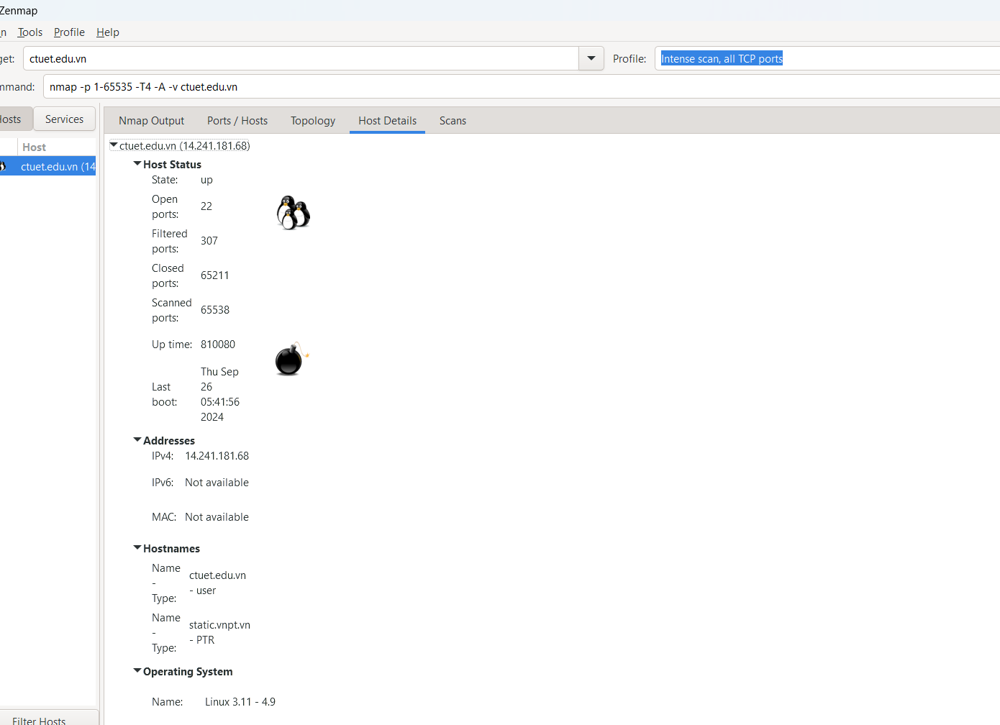 Zenmap
n Tools Profile Help
get: ctuet.edu.vn Profile: Intense scan, all TCP ports
mmand: nmap -p 1-65535 -T4 -A -v ctuet.edu.vn
Hosts Services
Nmap Output Ports / Hosts Topology Host Details Scans
Host
ctuet.edu.vn (14
ctuet.edu.vn (14.241.181.68)
Host Status
State: up
Open
ports:
22
Filtered
ports:
307
Closed
ports:
65211
Scanned
ports:
65538
Up time: 810080
Last
boot:
Thu Sep
26
05:41:56
2024
Addresses
IPv4: 14.241.181.68
IPv6: Not available
MAC: Not available
Hostnames
Name
-
Type:
ctuet.edu.vn
- user
Name
-
Type:
static.vnpt.vn
- PTR
Operating System
Name: Linux 3.11 - 4.9
Filter Hosts